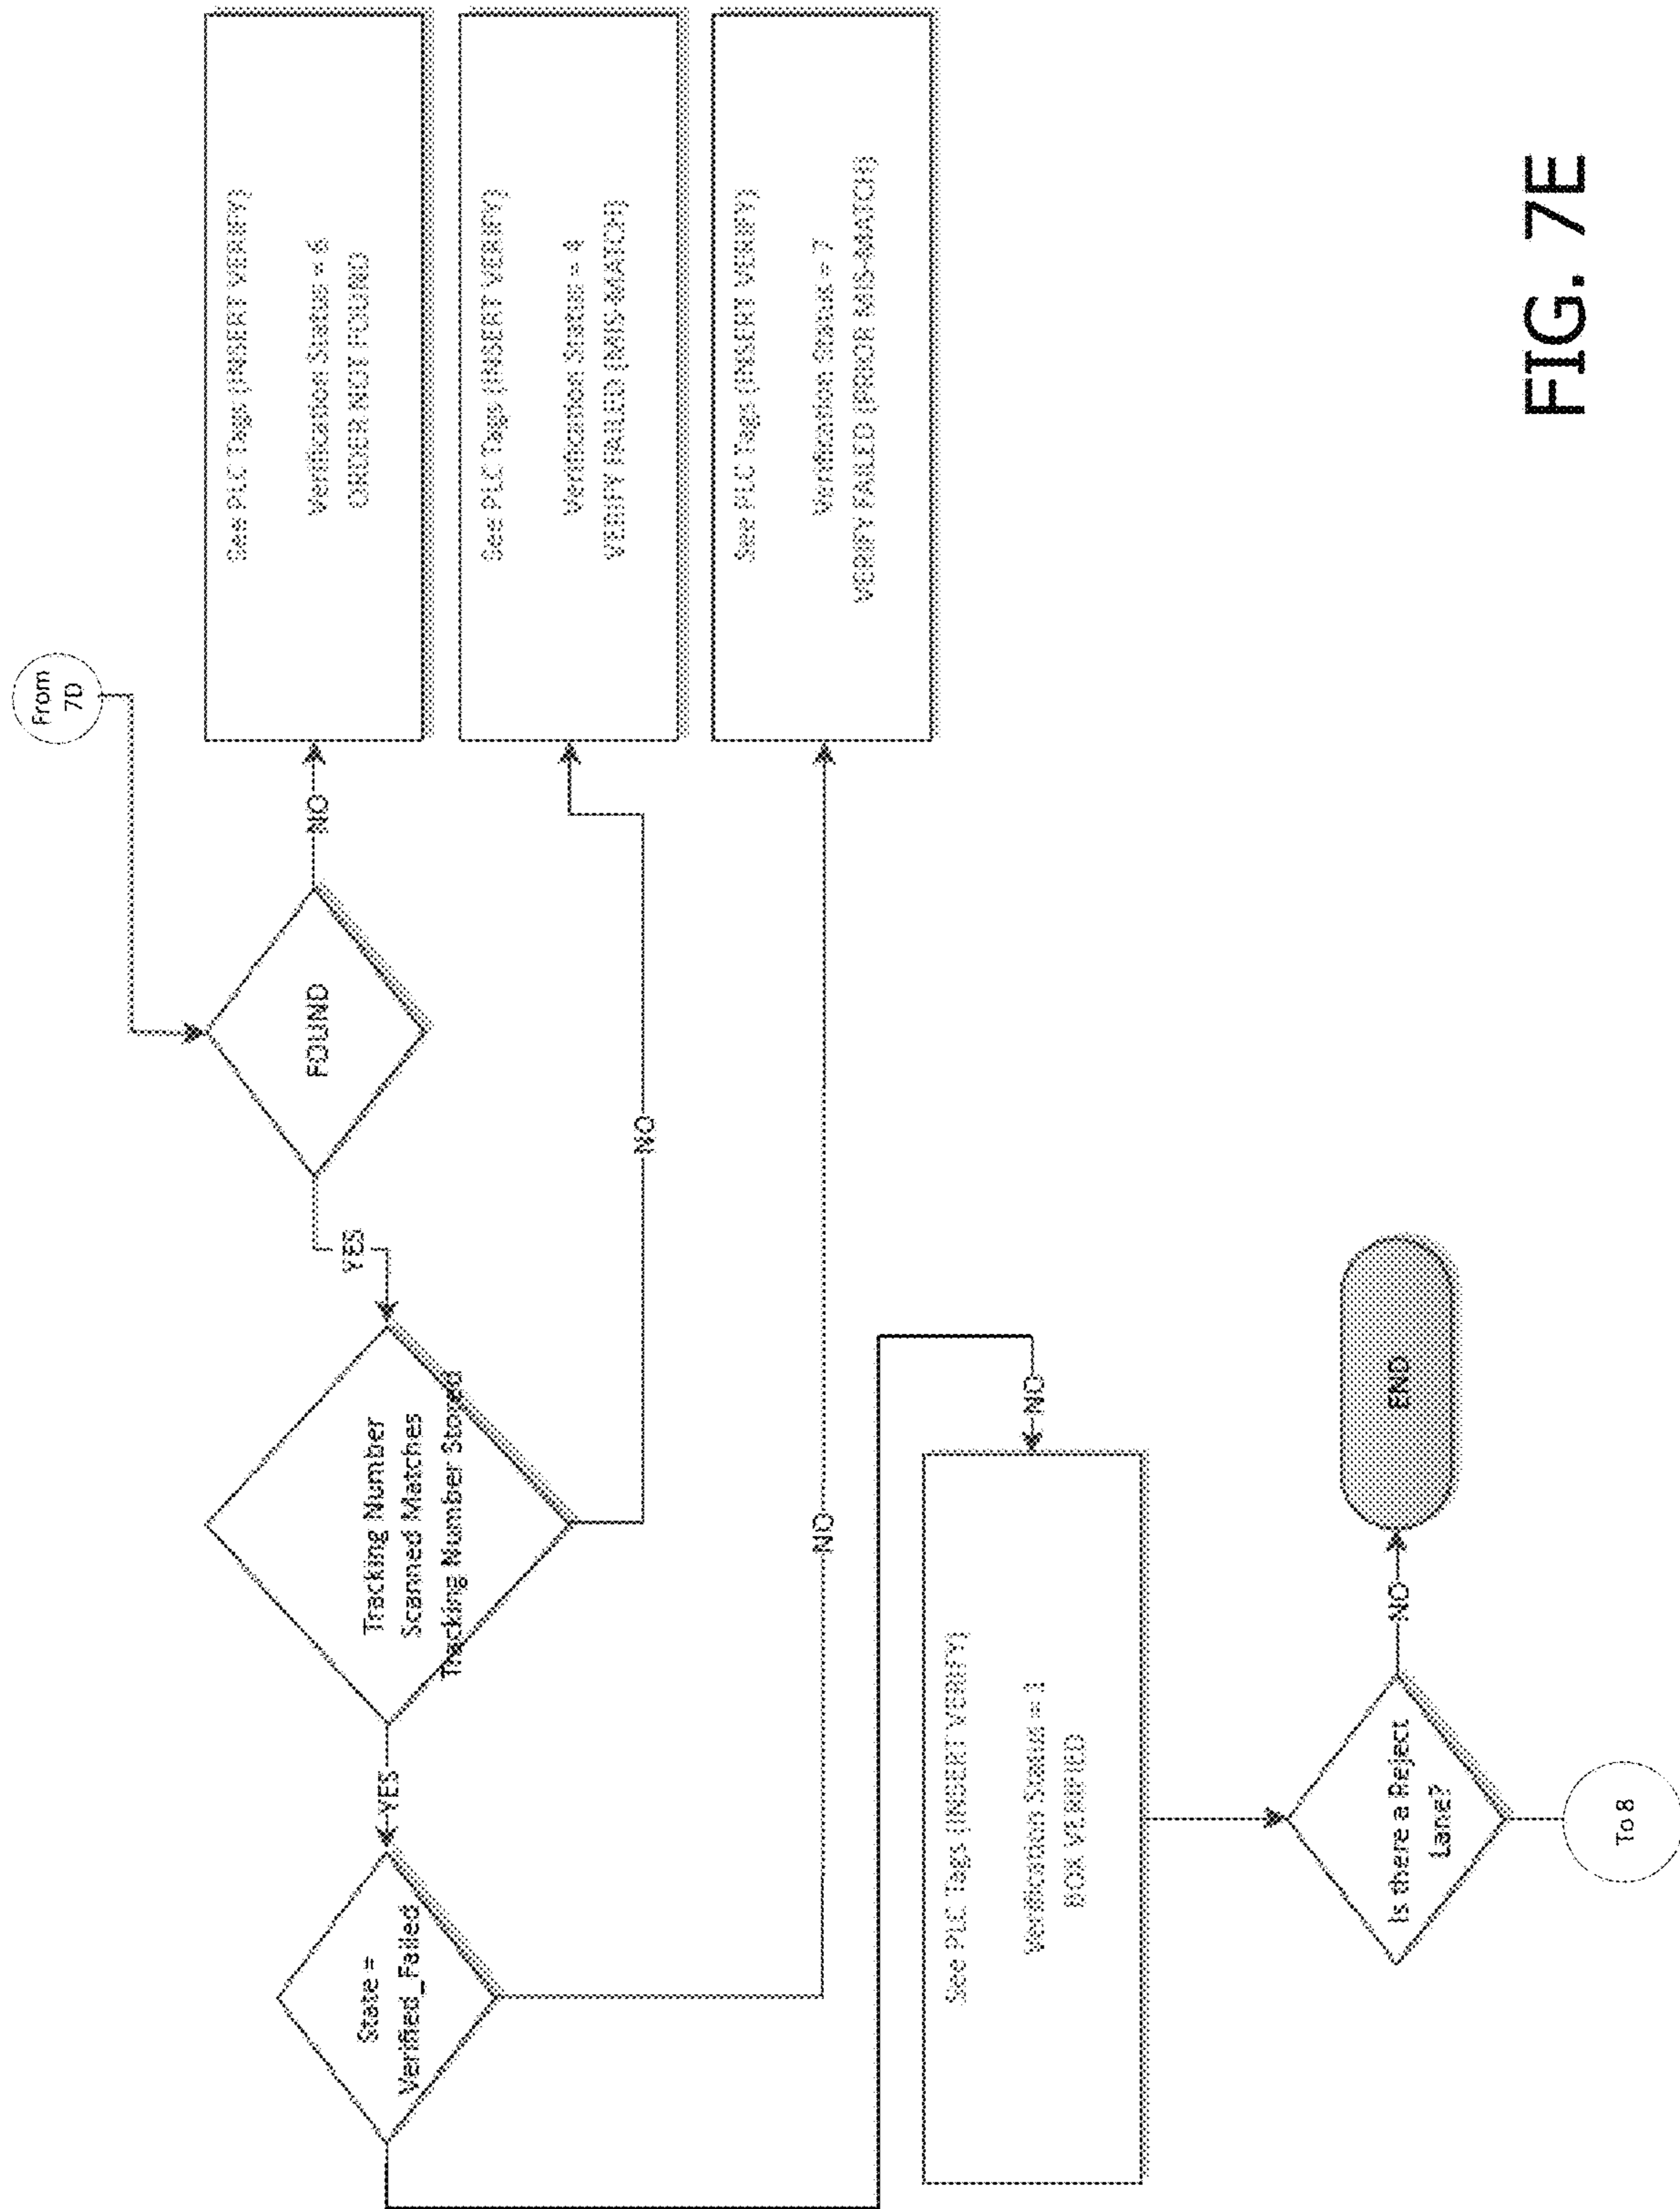 From
7D
FOUND
NO
See PLC Tags (INSERT VERIFY)
Verification Status = 6
ORDER NOT FOUND
YES
Tracking Number
Scanned Matches
Tracking Number Stored
NO
See PLC Tags (INSERT VERIFY)
Verification Status = 4
VERIFY FAILED (MIS-MATCH)
YES
State =
Verified_Failed
NO
See PLC Tags (INSERT VERIFY)
Verification Status = 7
VERIFY FAILED (PRIOR MIS-MATCH)
NO
See PLC Tags (INSERT VERIFY)
Verification Status = 1
BOX VERIFIED
Is there a Reject
Lane?
NO
END
To 8
FIG. 7E